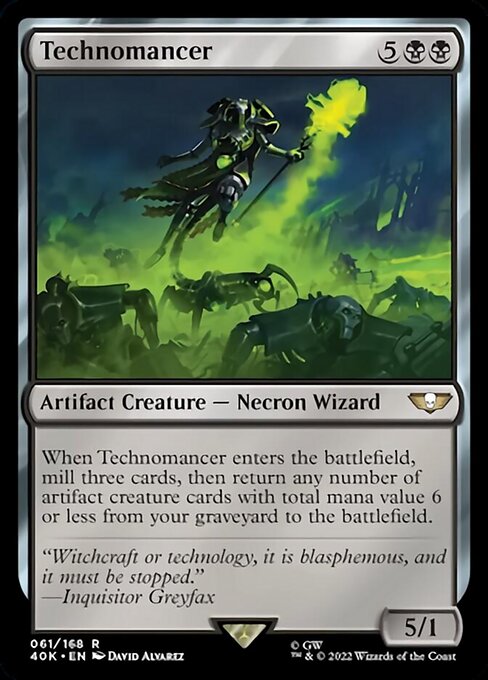 Technomancer 5
Artifact Creature — Necron Wizard
When Technomancer enters the battlefield,
mill three cards, then return any number of
artifact creature cards with total mana value 6
or less from your graveyard to the battlefield.
“Witchcraft or technology, it is blasphemous, and
it must be stopped.”
—Inquisitor Greyfax
5/1
061/168 R
40K • EN DAVID ALVAREZ
© GW
™ & © 2022 Wizards of the Coast